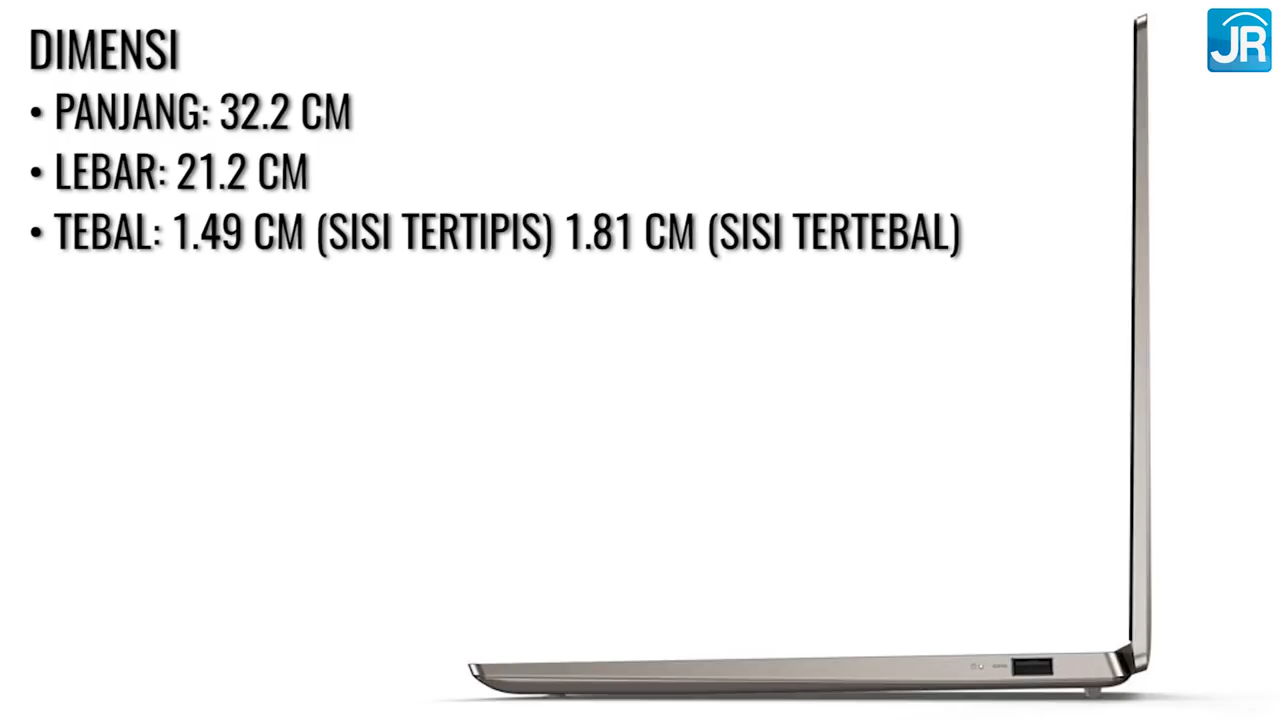 DIMENSI
• PANJANG: 32.2 CM
• LEBAR: 21.2 CM
• TEBAL: 1.49 CM (SISI TERTIPIS) 1.81 CM (SISI TERTEBAL)
JR